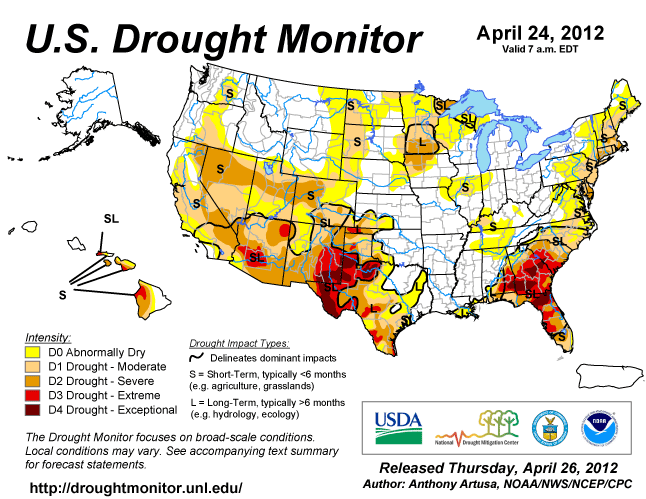 U.S. Drought Monitor
April 24, 2012
Valid 7 a.m. EDT
S
S
SL
SL
S
S
L
S
S
S
S
S
S
S
S
SL
SL
SL
SL
SL
L
S
L
S
L
SL
S
SL
S
Intensity:
D0 Abnormally Dry
D1 Drought - Moderate
D2 Drought - Severe
D3 Drought - Extreme
D4 Drought - Exceptional
Drought Impact Types:
Delineates dominant impacts
S = Short-Term, typically <6 months
(e.g. agriculture, grasslands)
L = Long-Term, typically >6 months
(e.g. hydrology, ecology)
The Drought Monitor focuses on broad-scale conditions.
Local conditions may vary. See accompanying text summary
for forecast statements.
http://droughtmonitor.unl.edu/
USDA
National Drought Mitigation Center
NOAA
Released Thursday, April 26, 2012
Author: Anthony Artusa, NOAA/NWS/NCEP/CPC